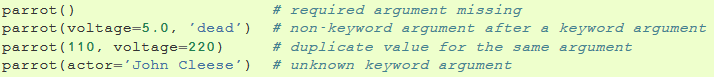 parrot()                     # required argument missing
parrot(voltage=5.0, ’dead’)  # non-keyword argument after a keyword argument
parrot(110, voltage=220)     # duplicate value for the same argument
parrot(actor=’John Cleese’)  # unknown keyword argument